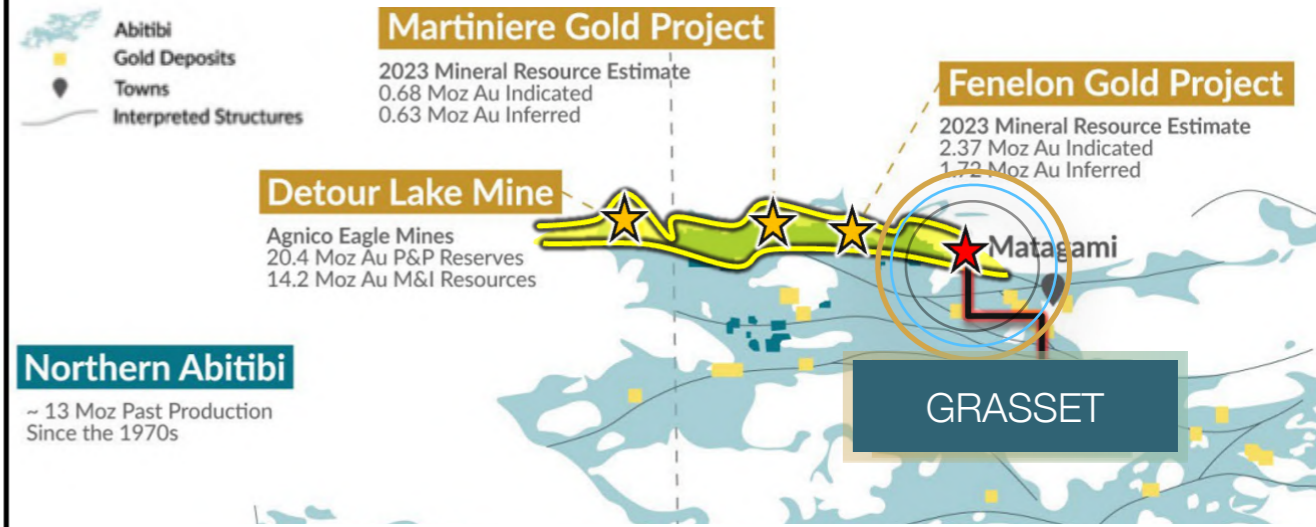 Abitibi
Gold Deposits
Towns
Interpreted Structures
Martiniere Gold Project
2023 Mineral Resource Estimate
0.68 Moz Au Indicated
0.63 Moz Au Inferred
Fenelon Gold Project
2023 Mineral Resource Estimate
2.37 Moz Au Indicated
1.72 Moz Au Inferred
Detour Lake Mine
Agnico Eagle Mines
20.4 Moz Au P&P Reserves
14.2 Moz Au M&I Resources
Matagami
Northern Abitibi
~ 13 Moz Past Production
Since the 1970s
GRASSET